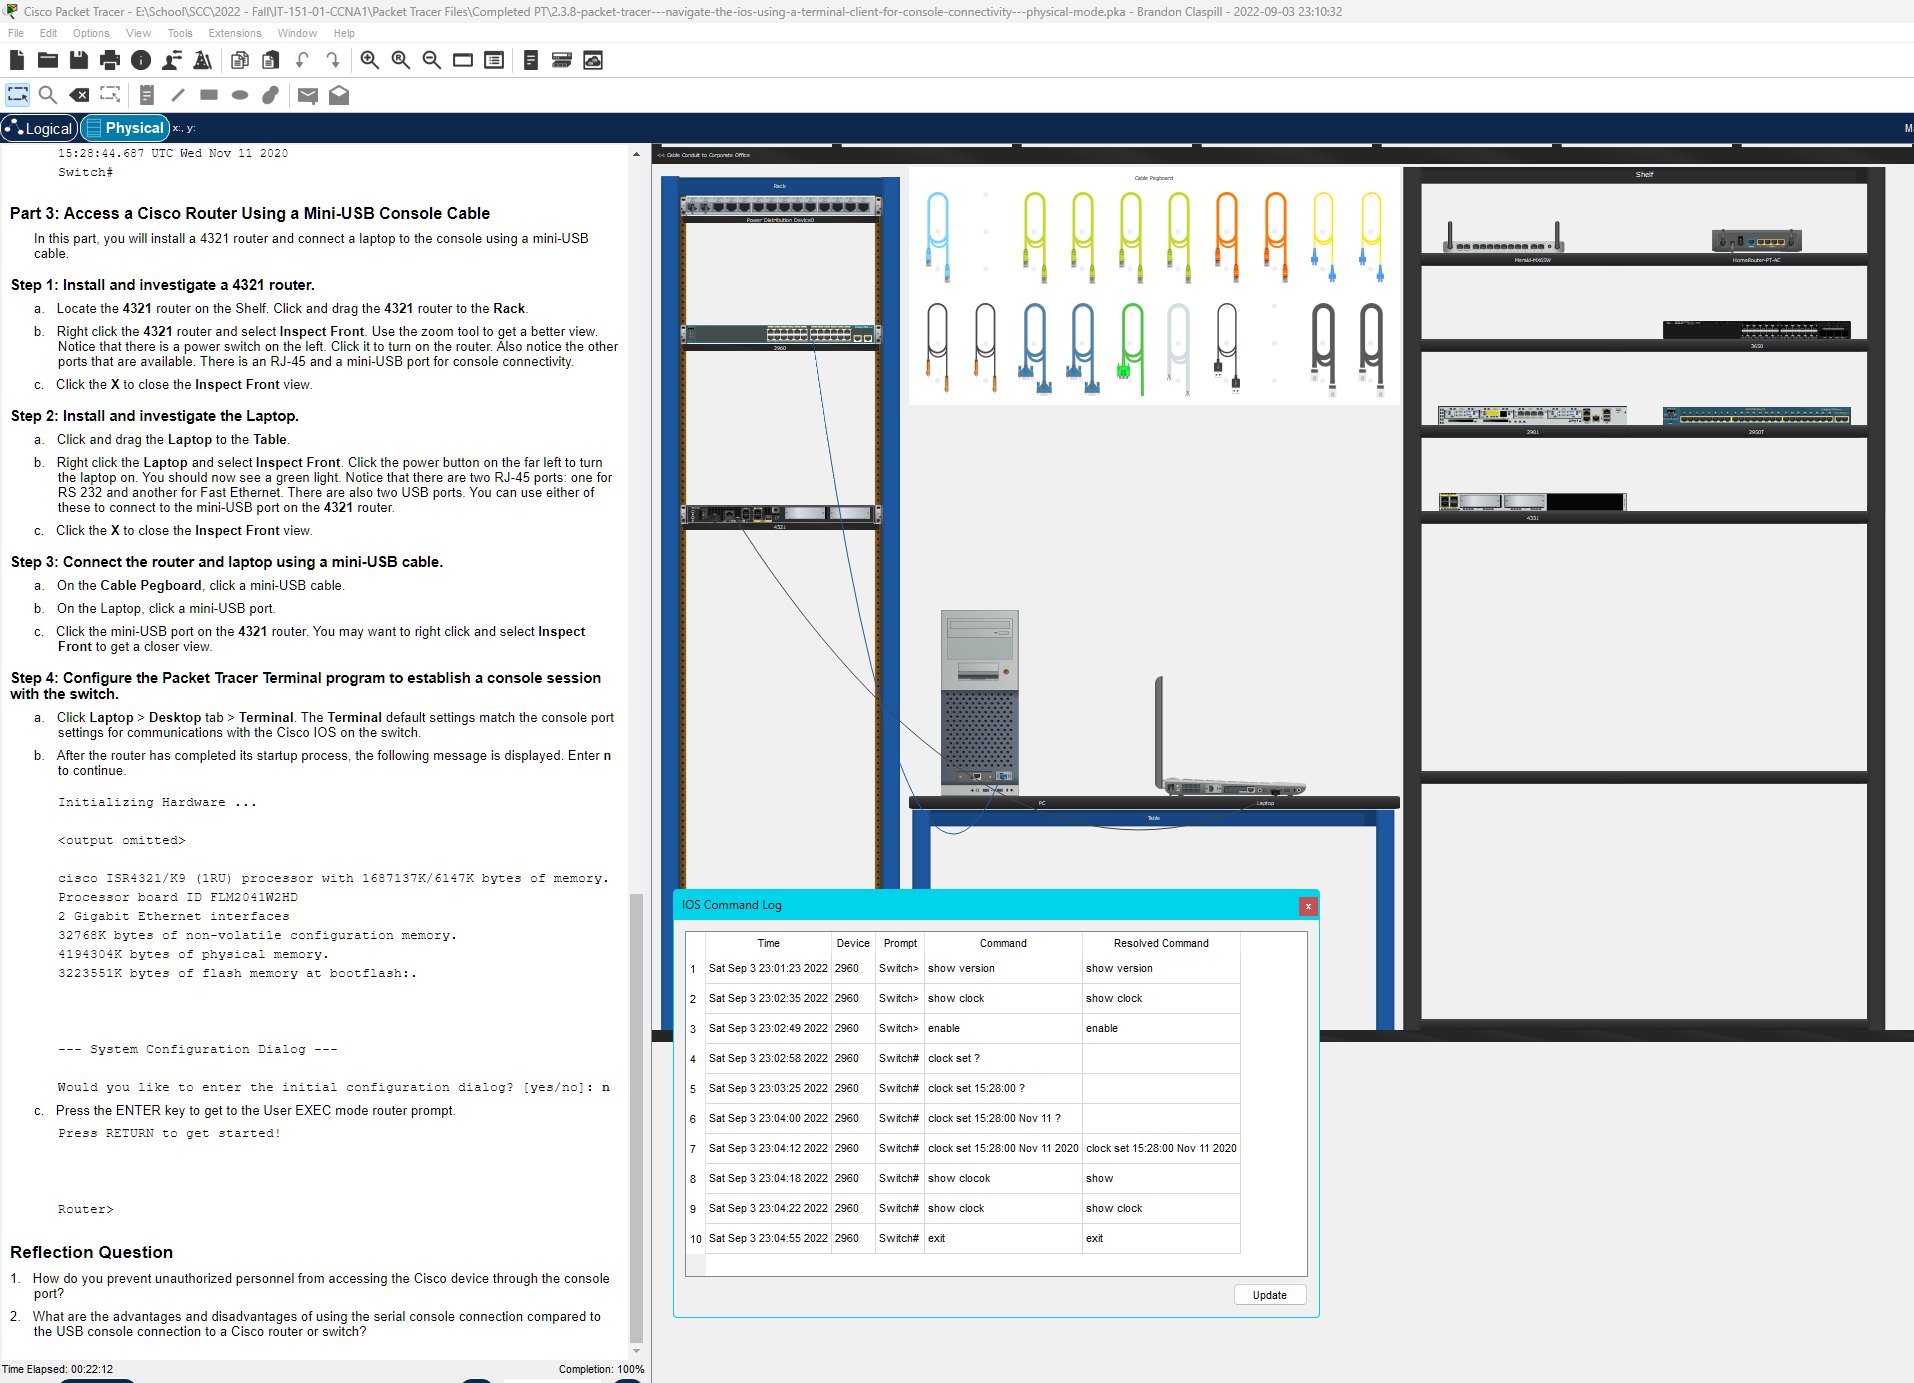 Cisco Packet Tracer - E:\School\SCC\2022 - Fall\IT-151-01-CCNA1\Packet Tracer Files\Completed PT\2.3.8-packet-tracer---navigate-the-ios-using-a-terminal-client-for-console-connectivity---physical-mode.pka - Brandon Claspill - 2022-09-03 23:10:32
File Edit Options View Tools Extensions Window Help
Logical Physical x:, y:
15:28:44.687 UTC Wed Nov 11 2020
Switch#
Part 3: Access a Cisco Router Using a Mini-USB Console Cable
In this part, you will install a 4321 router and connect a laptop to the console using a mini-USB
cable.
Step 1: Install and investigate a 4321 router.
a. Locate the 4321 router on the Shelf. Click and drag the 4321 router to the Rack.
b. Right click the 4321 router and select Inspect Front. Use the zoom tool to get a better view.
Notice that there is a power switch on the left. Click it to turn on the router. Also notice the other
ports that are available. There is an RJ-45 and a mini-USB port for console connectivity.
c. Click the X to close the Inspect Front view.
Step 2: Install and investigate the Laptop.
a. Click and drag the Laptop to the Table.
b. Right click the Laptop and select Inspect Front. Click the power button on the far left to turn
the laptop on. You should now see a green light. Notice that there are two RJ-45 ports: one for
RS 232 and another for Fast Ethernet. There are also two USB ports. You can use either of
these to connect to the mini-USB port on the 4321 router.
c. Click the X to close the Inspect Front view.
Step 3: Connect the router and laptop using a mini-USB cable.
a. On the Cable Pegboard, click a mini-USB cable.
b. On the Laptop, click a mini-USB port.
c. Click the mini-USB port on the 4321 router. You may want to right click and select Inspect
Front to get a closer view.
Step 4: Configure the Packet Tracer Terminal program to establish a console session
with the switch.
a. Click Laptop > Desktop tab > Terminal. The Terminal default settings match the console port
settings for communications with the Cisco IOS on the switch.
b. After the router has completed its startup process, the following message is displayed. Enter n
to continue.
Initializing Hardware ...
<output omitted>
cisco ISR4321/K9 (1RU) processor with 1687137K/6147K bytes of memory.
Processor board ID FLM2041W2HD
2 Gigabit Ethernet interfaces
32768K bytes of non-volatile configuration memory.
4194304K bytes of physical memory.
3223551K bytes of flash memory at bootflash:.
--- System Configuration Dialog ---
Would you like to enter the initial configuration dialog? [yes/no]: n
c. Press the ENTER key to get to the User EXEC mode router prompt.
Press RETURN to get started!
Router>
Reflection Question
1. How do you prevent unauthorized personnel from accessing the Cisco device through the console
port?
2. What are the advantages and disadvantages of using the serial console connection compared to
the USB console connection to a Cisco router or switch?
Time Elapsed: 00:22:12 Completion: 100%
<< Cable Conduit to Corporate Office
Rack
Power Distribution Device0
2960
4321
Cable Pegboard
PC
Laptop
Table
Shelf
Meraki-MX65W
HomeRouter-PT-AC
3650
2901
2950T
4331
IOS Command Log
x
Time Device Prompt Command Resolved Command
1 Sat Sep 3 23:01:23 2022 2960 Switch> show version show version
2 Sat Sep 3 23:02:35 2022 2960 Switch> show clock show clock
3 Sat Sep 3 23:02:49 2022 2960 Switch> enable enable
4 Sat Sep 3 23:02:58 2022 2960 Switch# clock set ?
5 Sat Sep 3 23:03:25 2022 2960 Switch# clock set 15:28:00 ?
6 Sat Sep 3 23:04:00 2022 2960 Switch# clock set 15:28:00 Nov 11 ?
7 Sat Sep 3 23:04:12 2022 2960 Switch# clock set 15:28:00 Nov 11 2020 clock set 15:28:00 Nov 11 2020
8 Sat Sep 3 23:04:18 2022 2960 Switch# show clocok show
9 Sat Sep 3 23:04:22 2022 2960 Switch# show clock show clock
10 Sat Sep 3 23:04:55 2022 2960 Switch# exit exit
Update